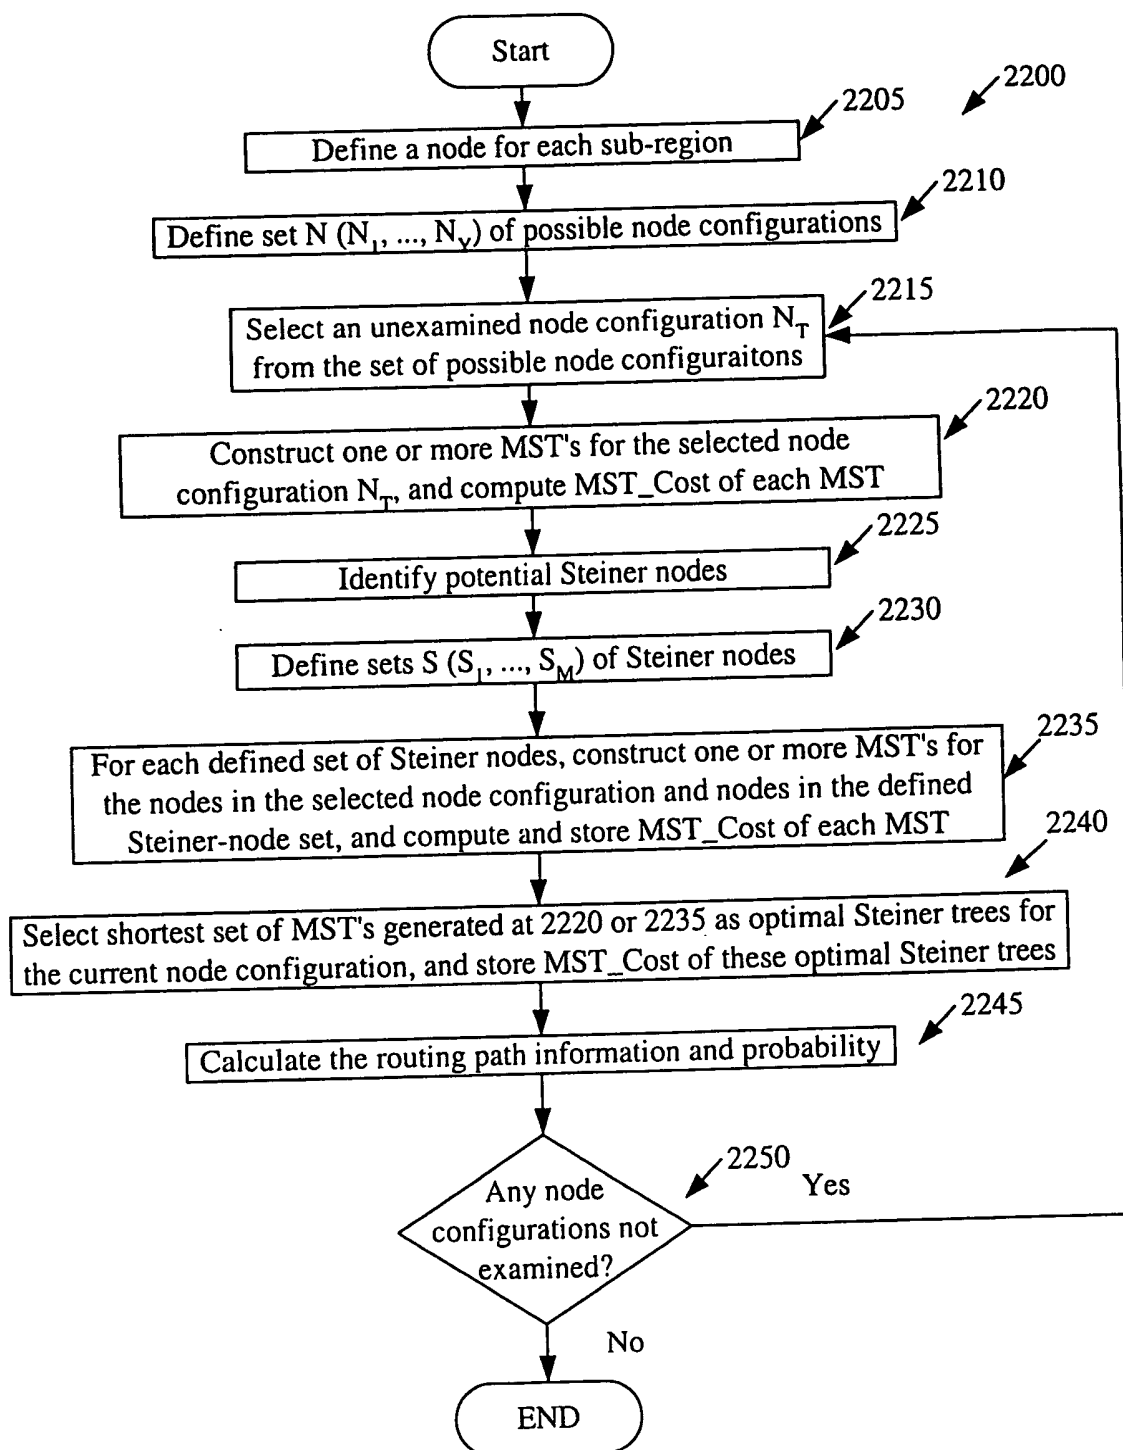 Start
2200
2205
Define a node for each sub-region
2210
Define set N (N₁, ..., N_Y) of possible node configurations
2215
Select an unexamined node configuration N_T
from the set of possible node configuraitons
2220
Construct one or more MST's for the selected node
configuration N_T, and compute MST_Cost of each MST
2225
Identify potential Steiner nodes
2230
Define sets S (S₁, ..., S_M) of Steiner nodes
2235
For each defined set of Steiner nodes, construct one or more MST's for
the nodes in the selected node configuration and nodes in the defined
Steiner-node set, and compute and store MST_Cost of each MST
2240
Select shortest set of MST's generated at 2220 or 2235 as optimal Steiner trees for
the current node configuration, and store MST_Cost of these optimal Steiner trees
2245
Calculate the routing path information and probability
2250
Any node
configurations not
examined?
Yes
No
END